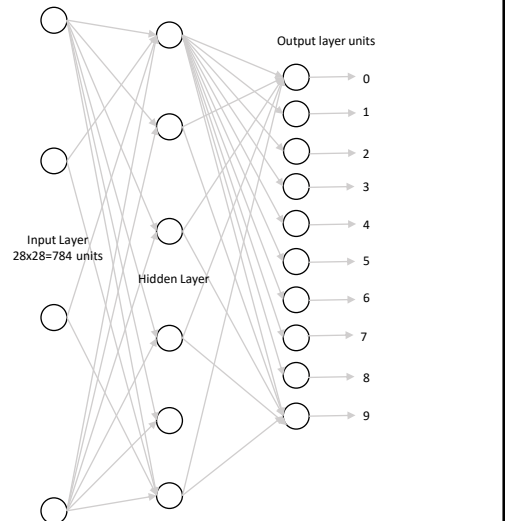 Output layer units
0
1
2
3
4
5
6
7
8
9
Input Layer
28x28=784 units
Hidden Layer